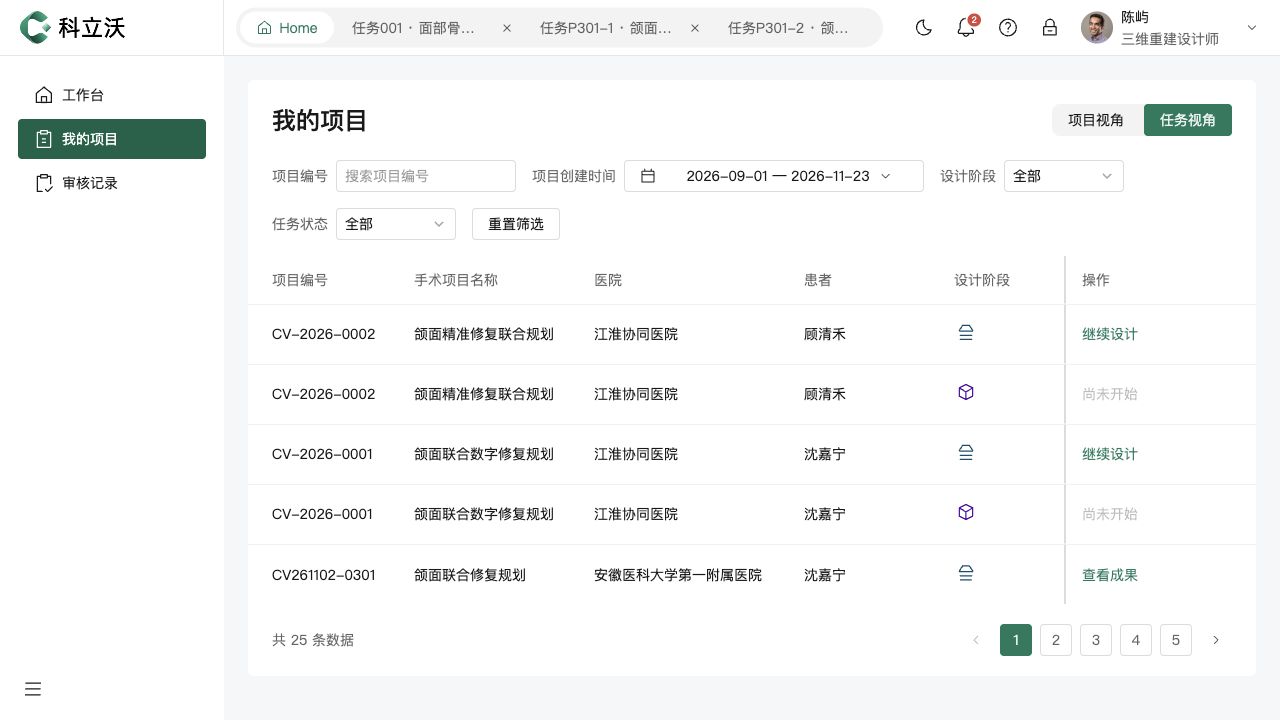 科立沃
Home
任务001 · 面部骨...
任务P301-1 · 颌面...
任务P301-2 · 颌...
2
陈屿
三维重建设计师
工作台
我的项目
审核记录
我的项目
项目视角
任务视角
项目编号
搜索项目编号
项目创建时间
2026-09-01 — 2026-11-23
设计阶段
全部
任务状态
全部
重置筛选
项目编号 手术项目名称 医院 患者 设计阶段 操作
CV-2026-0002 颌面精准修复联合规划 江淮协同医院 顾清禾 继续设计
CV-2026-0002 颌面精准修复联合规划 江淮协同医院 顾清禾 尚未开始
CV-2026-0001 颌面联合数字修复规划 江淮协同医院 沈嘉宁 继续设计
CV-2026-0001 颌面联合数字修复规划 江淮协同医院 沈嘉宁 尚未开始
CV261102-0301 颌面联合修复规划 安徽医科大学第一附属医院 沈嘉宁 查看成果
共 25 条数据
1 2 3 4 5